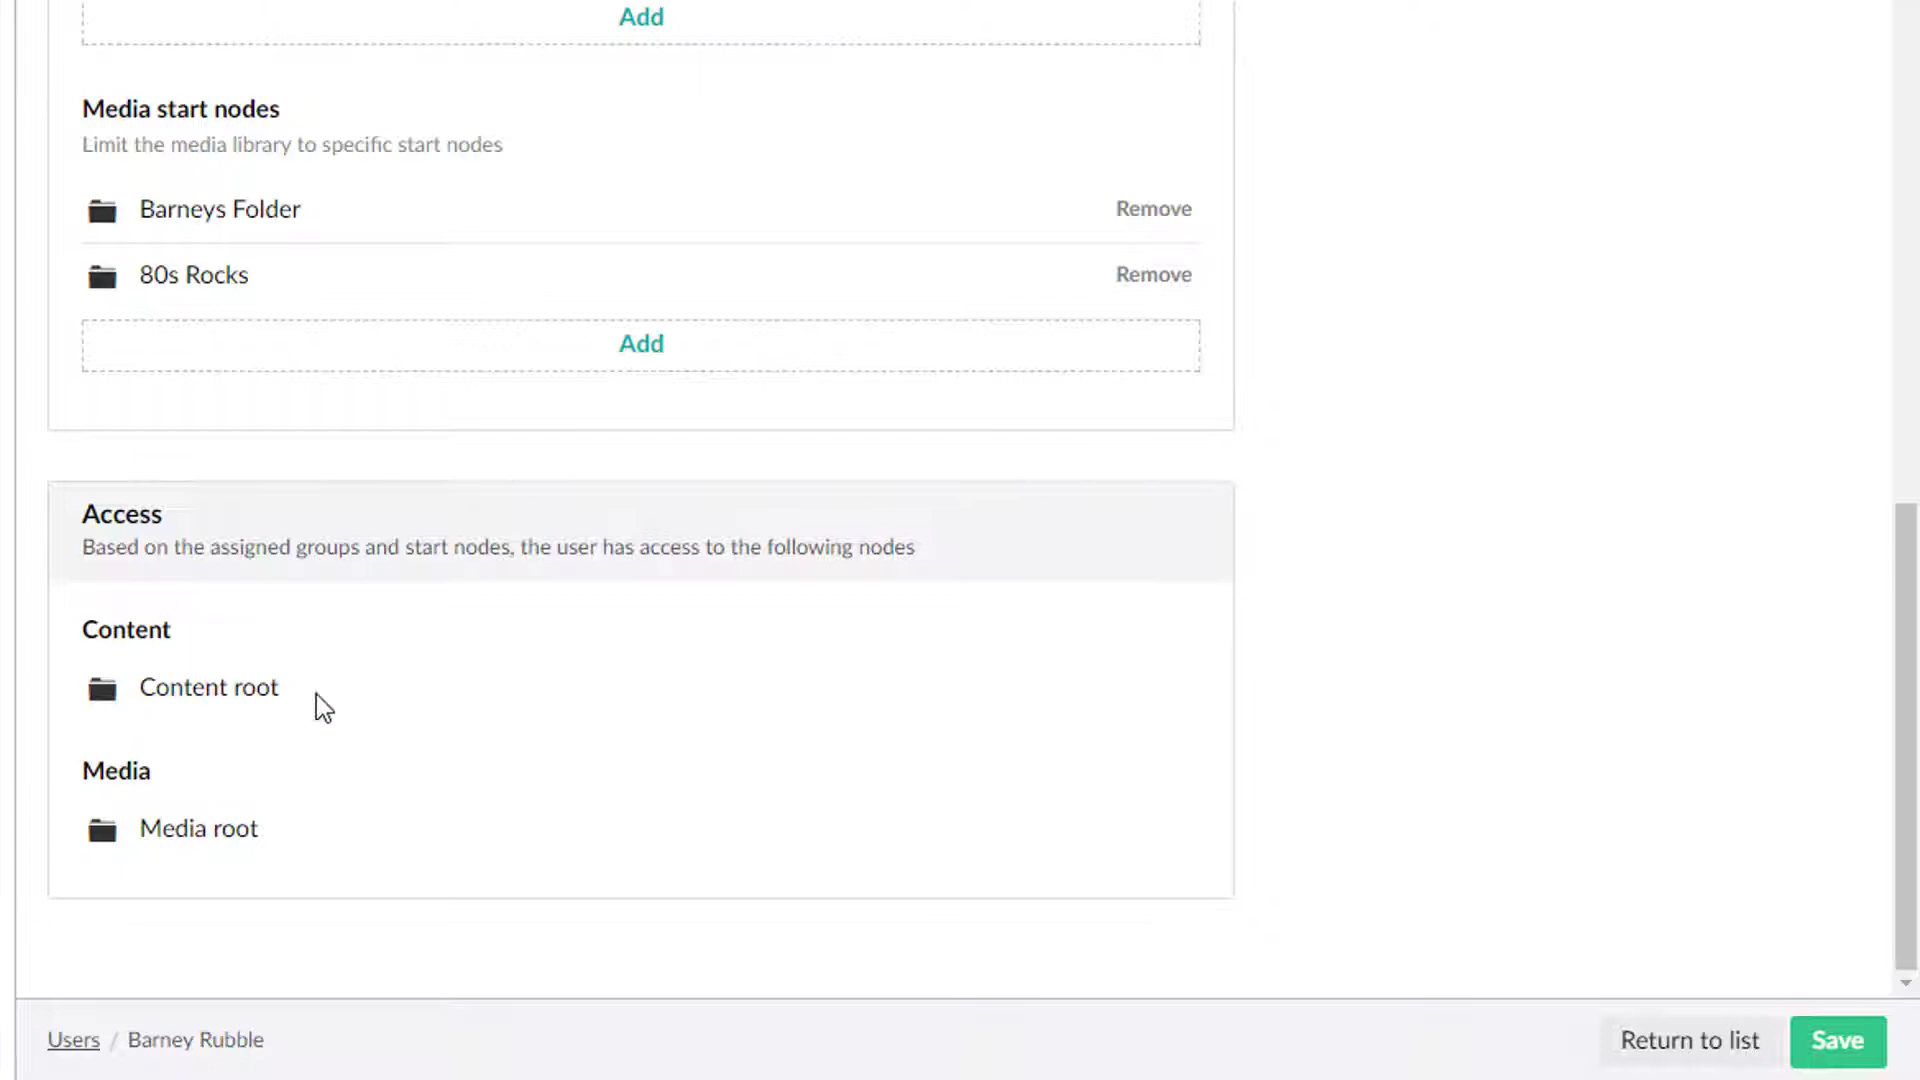 Add
Media start nodes
Limit the media library to specific start nodes
Barneys Folder Remove
80s Rocks Remove
Add
Access
Based on the assigned groups and start nodes, the user has access to the following nodes
Content
Content root
Media
Media root
Users / Barney Rubble Return to list Save